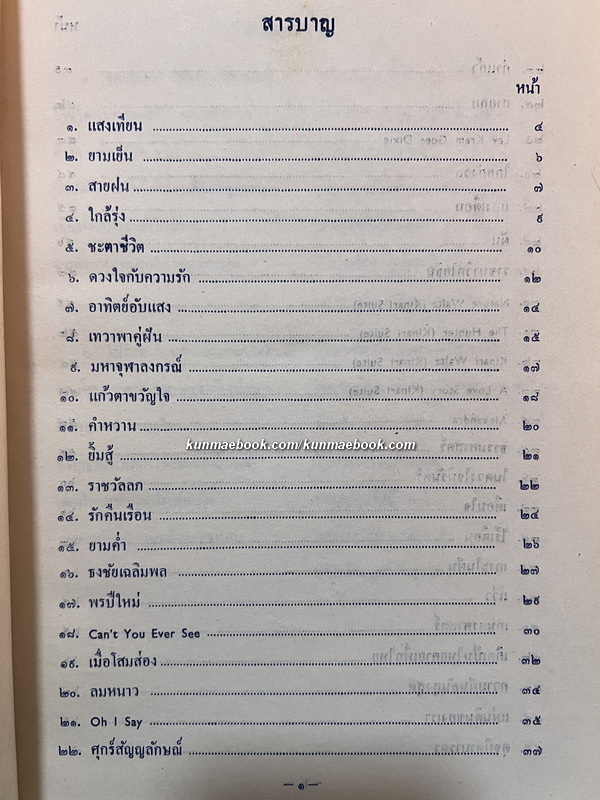 สารบาญ
หน้า
๑. แสงเทียน ๔
๒. ยามเย็น ๖
๓. สายฝน ๗
๔. ใกล้รุ่ง ๙
๕. ชะตาชีวิต ๑๐
๖. ดวงใจกับความรัก ๑๒
๗. อาทิตย์อับแสง ๑๔
๘. เทวาพาคู่ฝัน ๑๕
๙. มหาจุฬาลงกรณ์ ๑๗
๑๐. แก้วตาขวัญใจ ๑๘
๑๑. คำหวาน ๒๐
kunmaebook.com/kunmaebook.com
๑๒. ยิ้มสู้ ๒๑
๑๓. ราชวัลลภ ๒๒
๑๔. รักคืนเรือน ๒๔
๑๕. ยามค่ำ ๒๖
๑๖. ธงชัยเฉลิมพล ๒๗
๑๗. พรปีใหม่ ๒๙
๑๘. Can't You Ever See ๓๐
๑๙. เมื่อโสมส่อง ๓๒
๒๐. ลมหนาว ๓๔
๒๑. Oh I Say ๓๕
๒๒. ศุกร์สัญญลักษณ์ ๓๗
—๑—